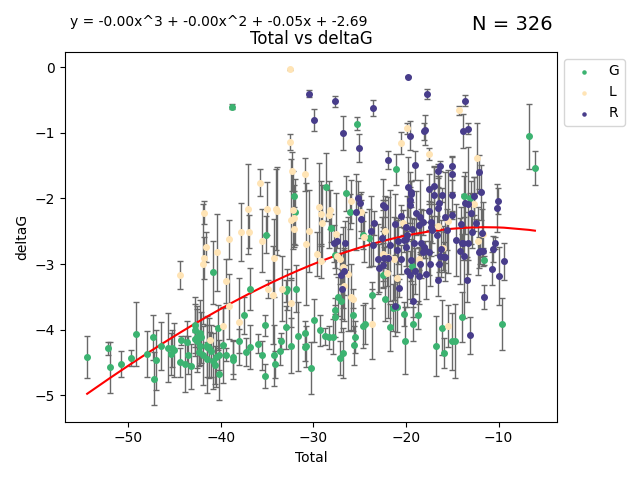 y = -0.00x^3 + -0.00x^2 + -0.05x + -2.69
N = 326
Total vs deltaG
G
L
R
0
−1
−2
−3
−4
−5
deltaG
−50
−40
−30
−20
−10
Total